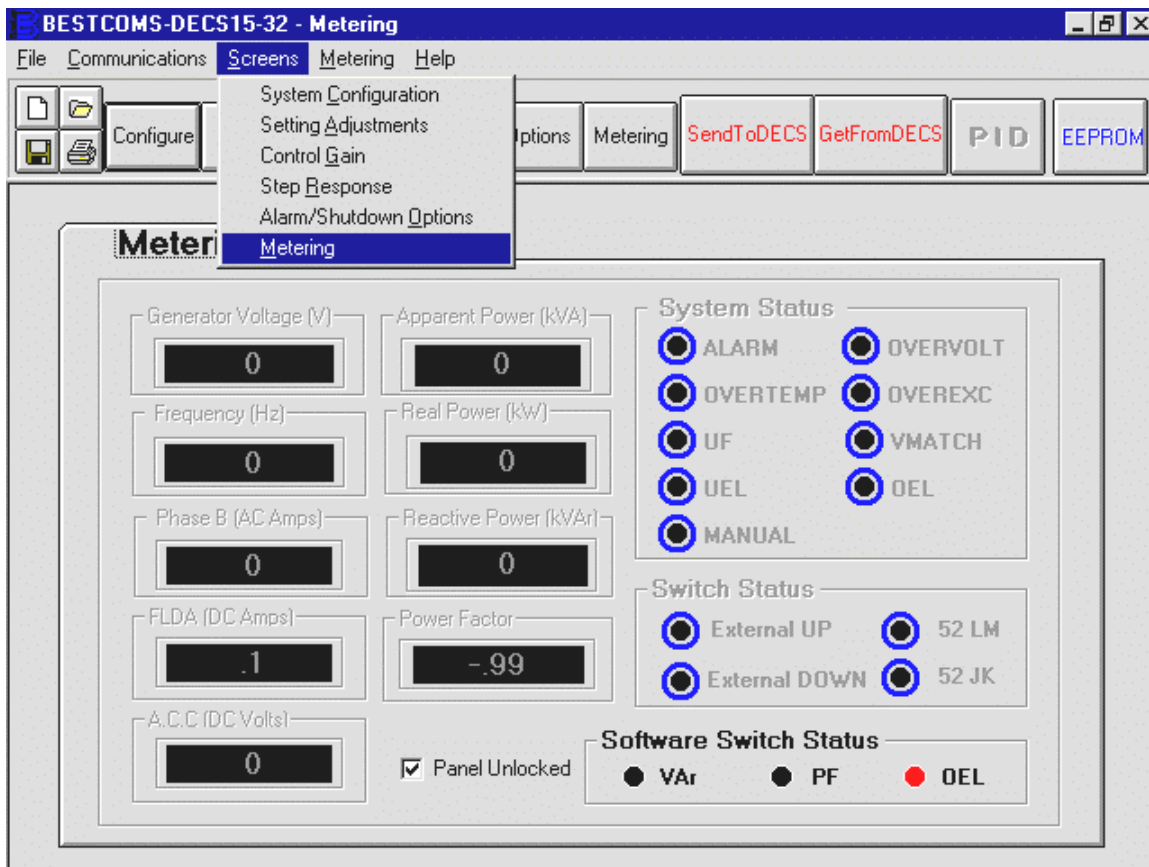 BESTCOMS-DECS15-32 - Metering
File Communications Screens Metering Help
System Configuration
Setting Adjustments
Control Gain
Step Response
Alarm/Shutdown Options
Metering
Configure
Metering SendToDECS GetFromDECS PID EEPROM
Generator Voltage (V)
0
Frequency (Hz)
0
Phase B (AC Amps)
0
FLDA (DC Amps)
.1
A.C.C (DC Volts)
0
Apparent Power (kVA)
0
Real Power (kW)
0
Reactive Power (kVAr)
0
Power Factor
-.99
Panel Unlocked
System Status
ALARM OVERVOLT
OVERTEMP OVEREXC
UF VMATCH
UEL OEL
MANUAL
Switch Status
External UP 52 LM
External DOWN 52 JK
Software Switch Status
VAr PF OEL